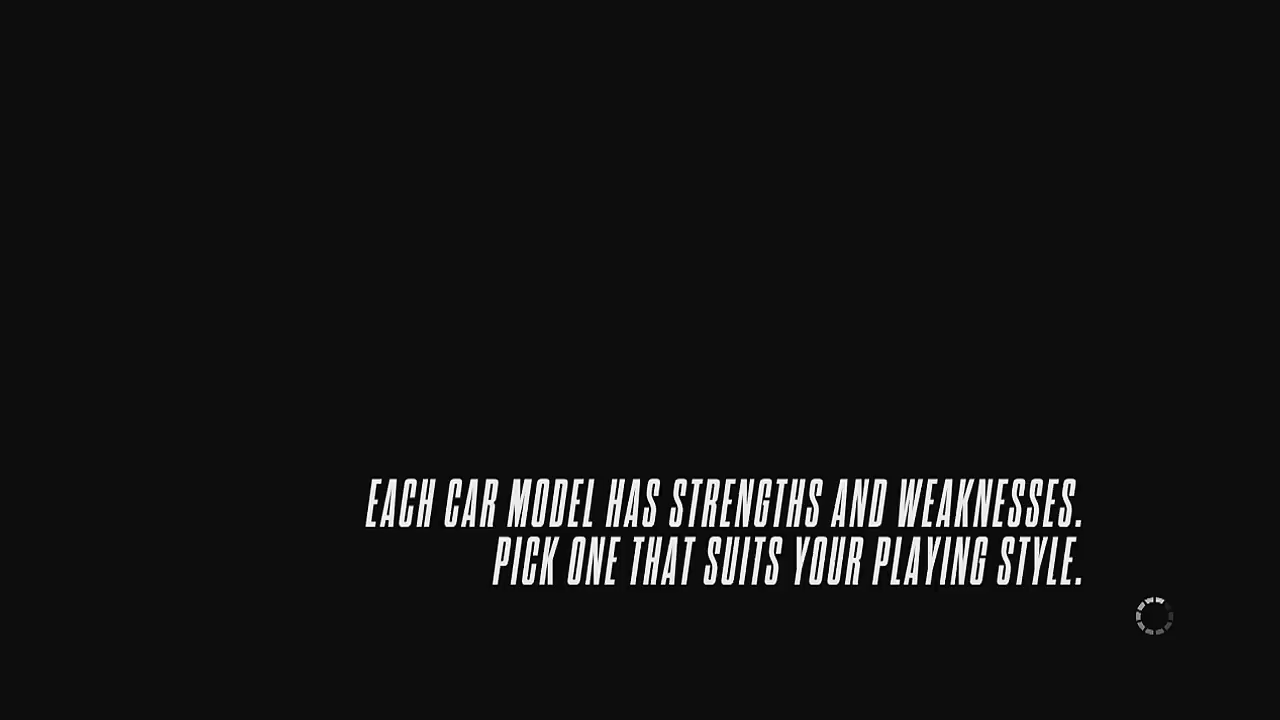 EACH CAR MODEL HAS STRENGTHS AND WEAKNESSES.
PICK ONE THAT SUITS YOUR PLAYING STYLE.